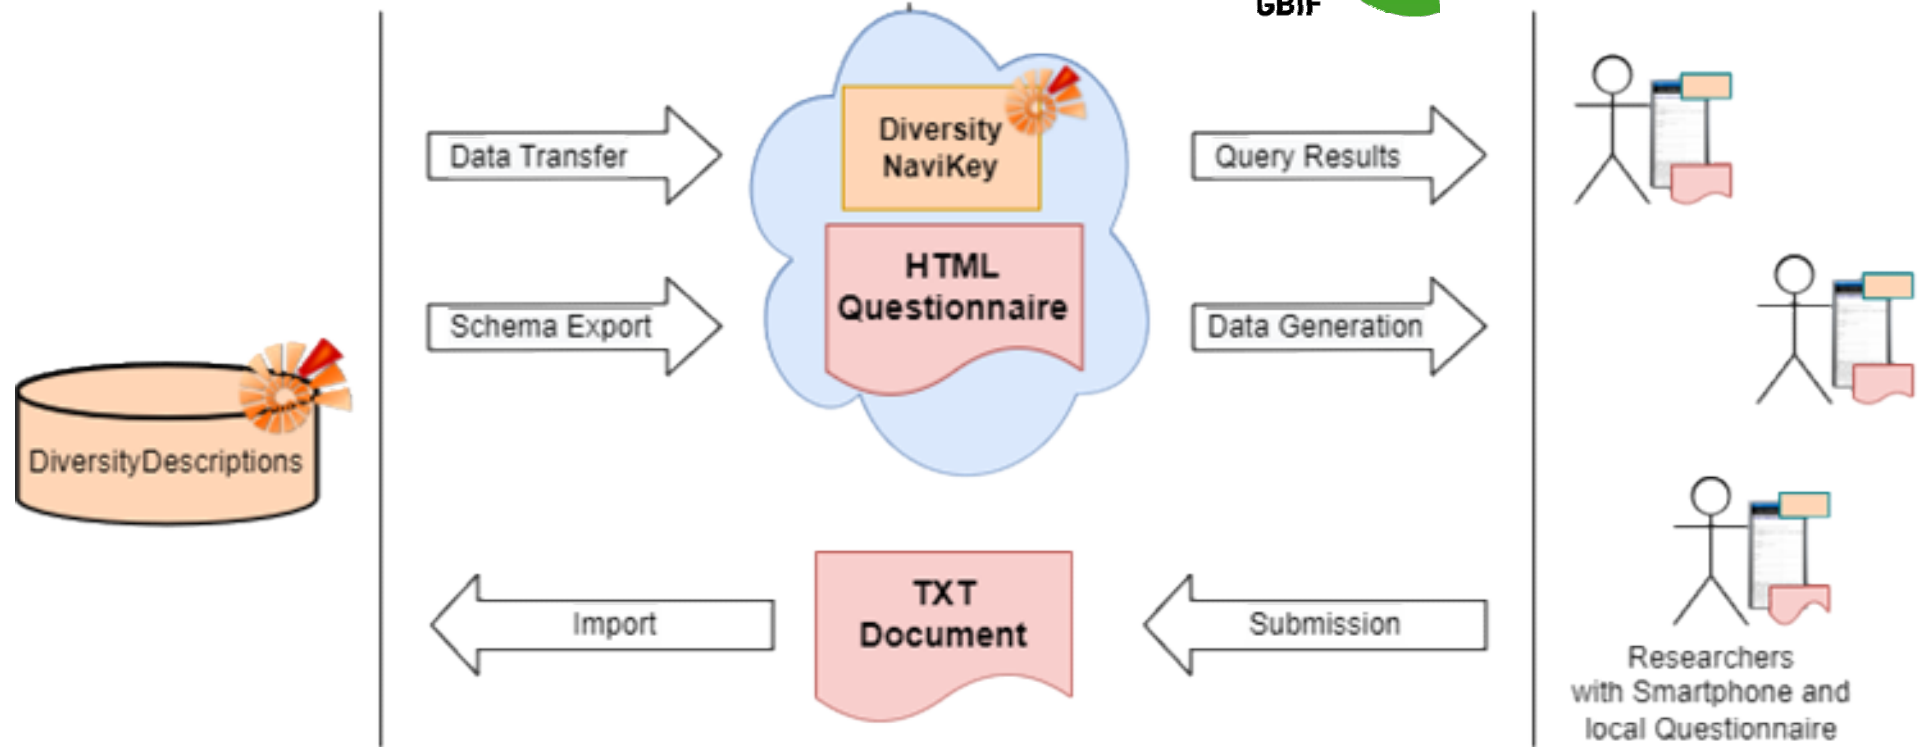 GBIF
Data Transfer
Diversity
NaviKey
Query Results
HTML
Questionnaire
Schema Export
Data Generation
DiversityDescriptions
TXT
Document
Import
Submission
Researchers
with Smartphone and
local Questionnaire